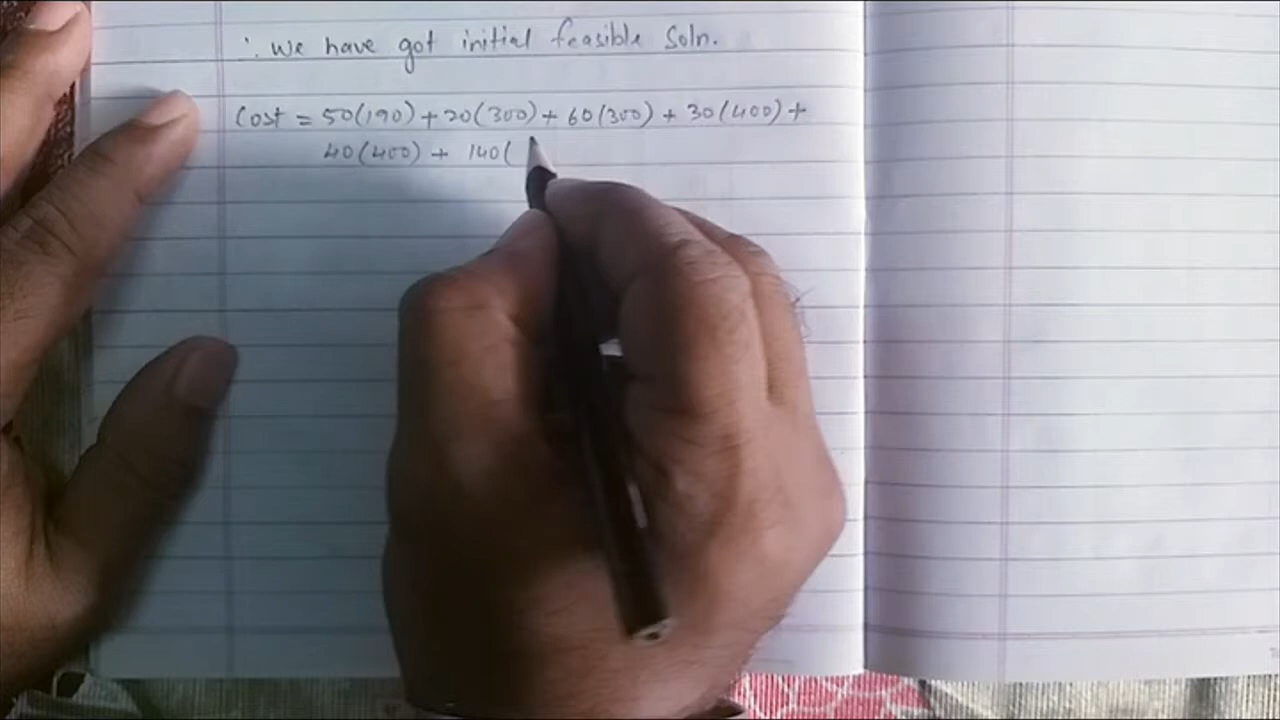 ∴ We have got initial feasible Soln.
Cost = 50(190) + 20(300) + 60(300) + 30(400) +
40(400) + 140(